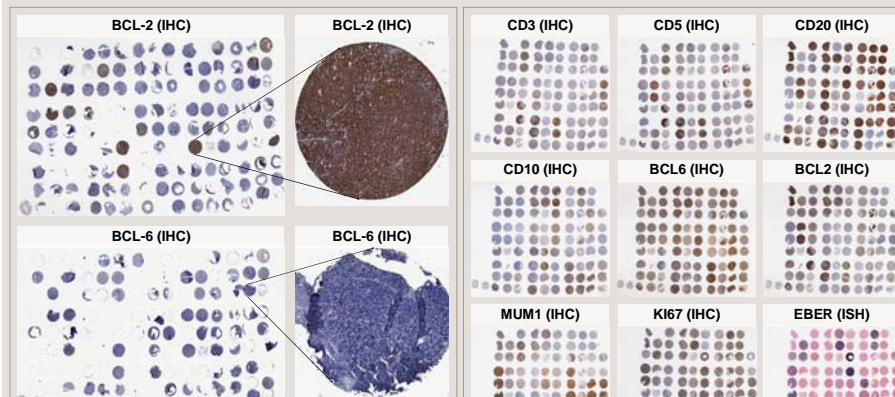 BCL-2 (IHC)
BCL-2 (IHC)
BCL-6 (IHC)
BCL-6 (IHC)
CD3 (IHC)
CD5 (IHC)
CD20 (IHC)
CD10 (IHC)
BCL6 (IHC)
BCL2 (IHC)
MUM1 (IHC)
KI67 (IHC)
EBER (ISH)